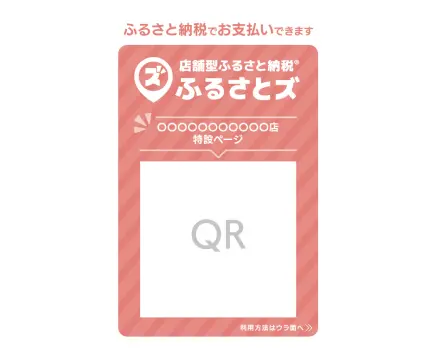 ふるさと納税でお支払いできます
ズ
店舗型ふるさと納税®
ふるさとズ
〇〇〇〇〇〇〇〇〇〇〇店
特設ページ
QR
利用方法はウラ面へ